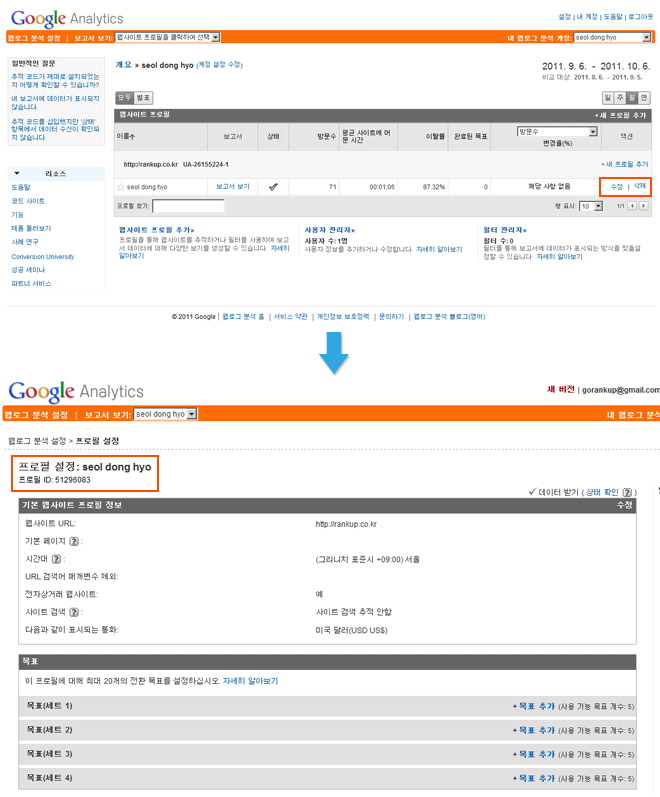 Google Analytics
설정 | 내 계정 | 도움말 | 로그아웃
웹로그 분석 설정 | 보고서 보기: 웹사이트 프로필을 클릭하여 선택
내 웹로그 분석 계정: seol dong hyo
일반적인 질문
추적 코드가 제대로 설치되었는
지 어떻게 확인할 수 있습니까?
내 보고서에 데이터가 표시되지
않습니다.
추적 코드를 삽입했지만 '상태'
항목에서 데이터 수신이 확인되
지 않습니다.
리소스
도움말
코드 사이트
기능
제품 둘러보기
사례 연구
Conversion University
성공 세미나
파트너 서비스
개요 » seol dong hyo (계정 설정 수정)
2011. 9. 6. - 2011. 10. 6.
비교 대상: 2011. 8. 6. - 2011. 9. 5.
모두 별표
일 주 월 연
웹사이트 프로필
+새 프로필 추가
이름↑ 보고서 상태 방문수 평균 사이트에 머문 시간 이탈률 완료된 목표 방문수 변경률(%) 액션
http://rankup.co.kr UA-26155224-1
+새 프로필 추가
seol dong hyo 보고서 보기 71 00:01:06 87.32% 0 해당 사항 없음 수정 | 삭제
프로필 찾기:
행 표시: 10 1/1
웹사이트 프로필 추가»
프로필을 통해 웹사이트를 추적하거나 필터를 사용하여 보고
서 데이터에 대해 다양한 보기를 생성할 수 있습니다. 자세히
알아보기
사용자 관리자»
사용자 수: 1명
사용자 정보를 추가하거나 수정합니다. 자세히 알아보기
필터 관리자»
필터 수: 0
필터를 통해 보고서에 데이터가 표시되는 방식을 맞춤설
정할 수 있습니다. 자세히 알아보기
© 2011 Google | 웹로그 분석 홈 | 서비스 약관 | 개인정보 보호정책 | 문의하기 | 웹로그 분석 블로그(영어)
Google Analytics
새 버전 | gorankup@gmail.com
웹로그 분석 설정 | 보고서 보기: seol dong hyo
내 웹로그 분석
웹로그 분석 설정 > 프로필 설정
프로필 설정: seol dong hyo
프로필 ID: 51296083
✓ 데이터 받기 ( 상태 확인 ? )
기본 웹사이트 프로필 정보
수정
웹사이트 URL: http://rankup.co.kr
기본 페이지 ? :
시간대 ? : (그리니치 표준시 +09:00) 서울
URL 검색어 매개변수 제외:
전자상거래 웹사이트: 예
사이트 검색 ? : 사이트 검색 추적 안함
다음과 같이 표시되는 통화: 미국 달러(USD US$)
목표
이 프로필에 대해 최대 20개의 전환 목표를 설정하십시오. 자세히 알아보기
목표(세트 1) + 목표 추가 (사용 가능 목표 개수: 5)
목표(세트 2) + 목표 추가 (사용 가능 목표 개수: 5)
목표(세트 3) + 목표 추가 (사용 가능 목표 개수: 5)
목표(세트 4) + 목표 추가 (사용 가능 목표 개수: 5)